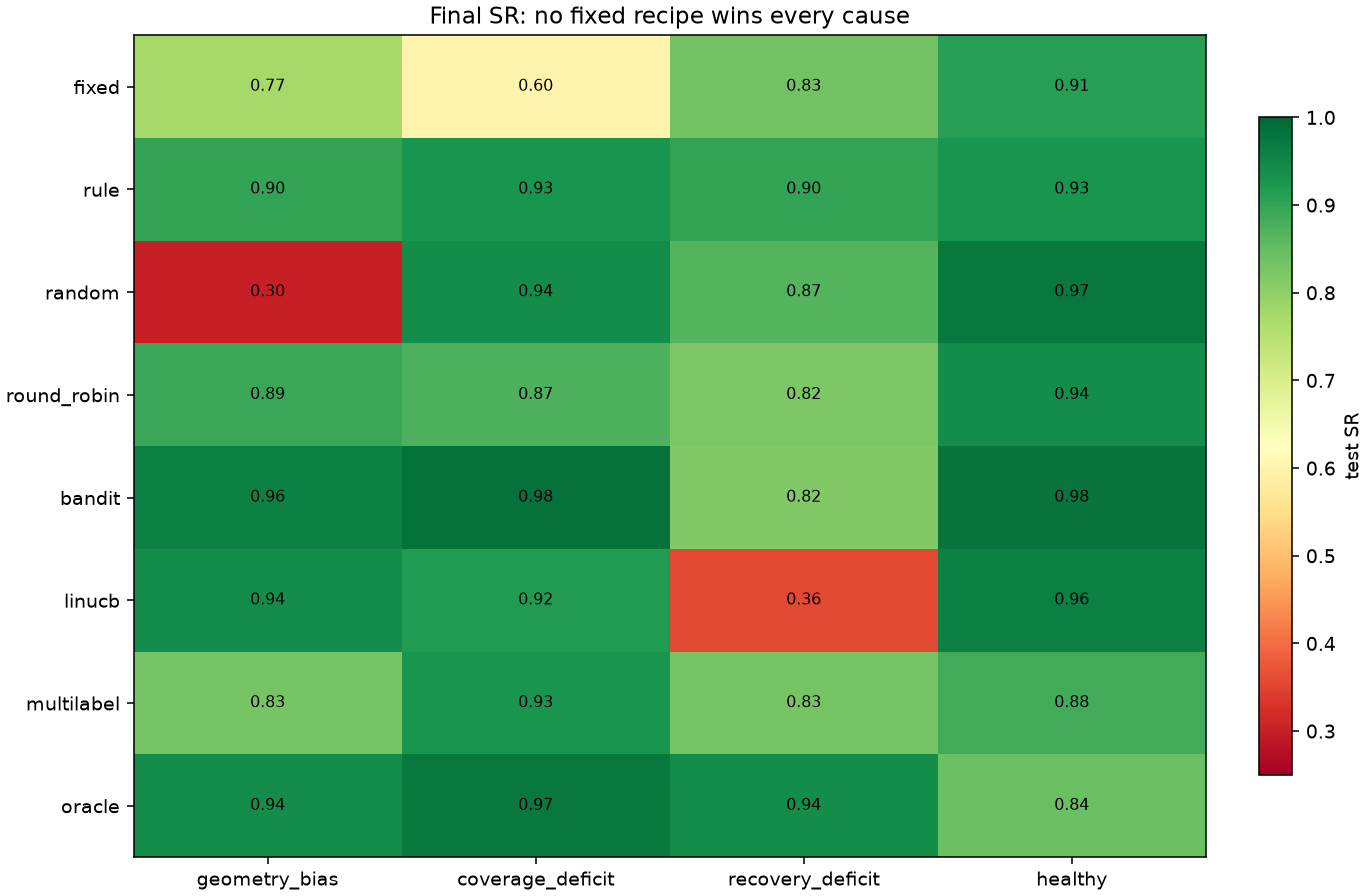 Final SR: no fixed recipe wins every cause
fixed 0.77 0.60 0.83 0.91
rule 0.90 0.93 0.90 0.93
random 0.30 0.94 0.87 0.97
round_robin 0.89 0.87 0.82 0.94
bandit 0.96 0.98 0.82 0.98
linucb 0.94 0.92 0.36 0.96
multilabel 0.83 0.93 0.83 0.88
oracle 0.94 0.97 0.94 0.84
geometry_bias coverage_deficit recovery_deficit healthy
1.0
0.9
0.8
0.7
0.6
0.5
0.4
0.3
test SR